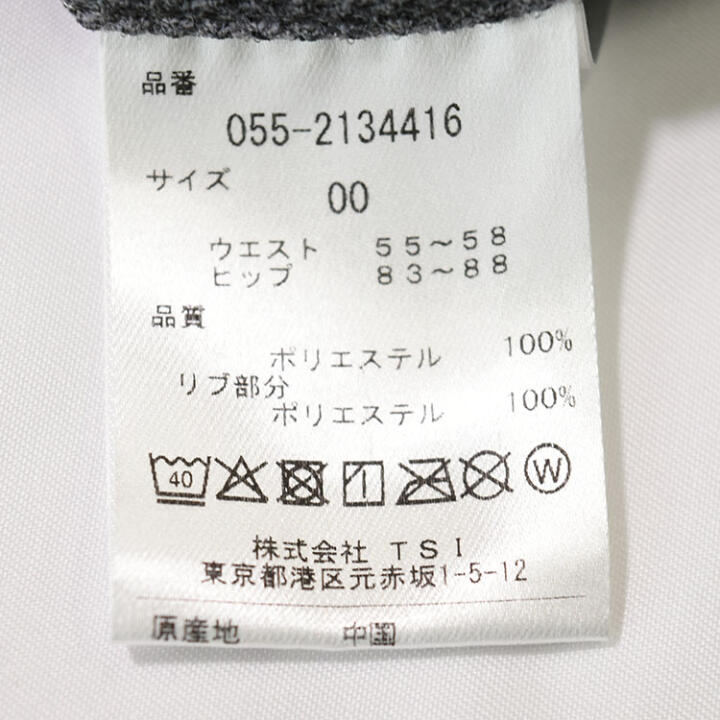 品番
055-2134416
サイズ
00
ウエスト 55～58
ヒップ 83～88
品質
ポリエステル 100%
リブ部分
ポリエステル 100%
40 W
株式会社 TSI
東京都港区元赤坂1-5-12
原産地 中国